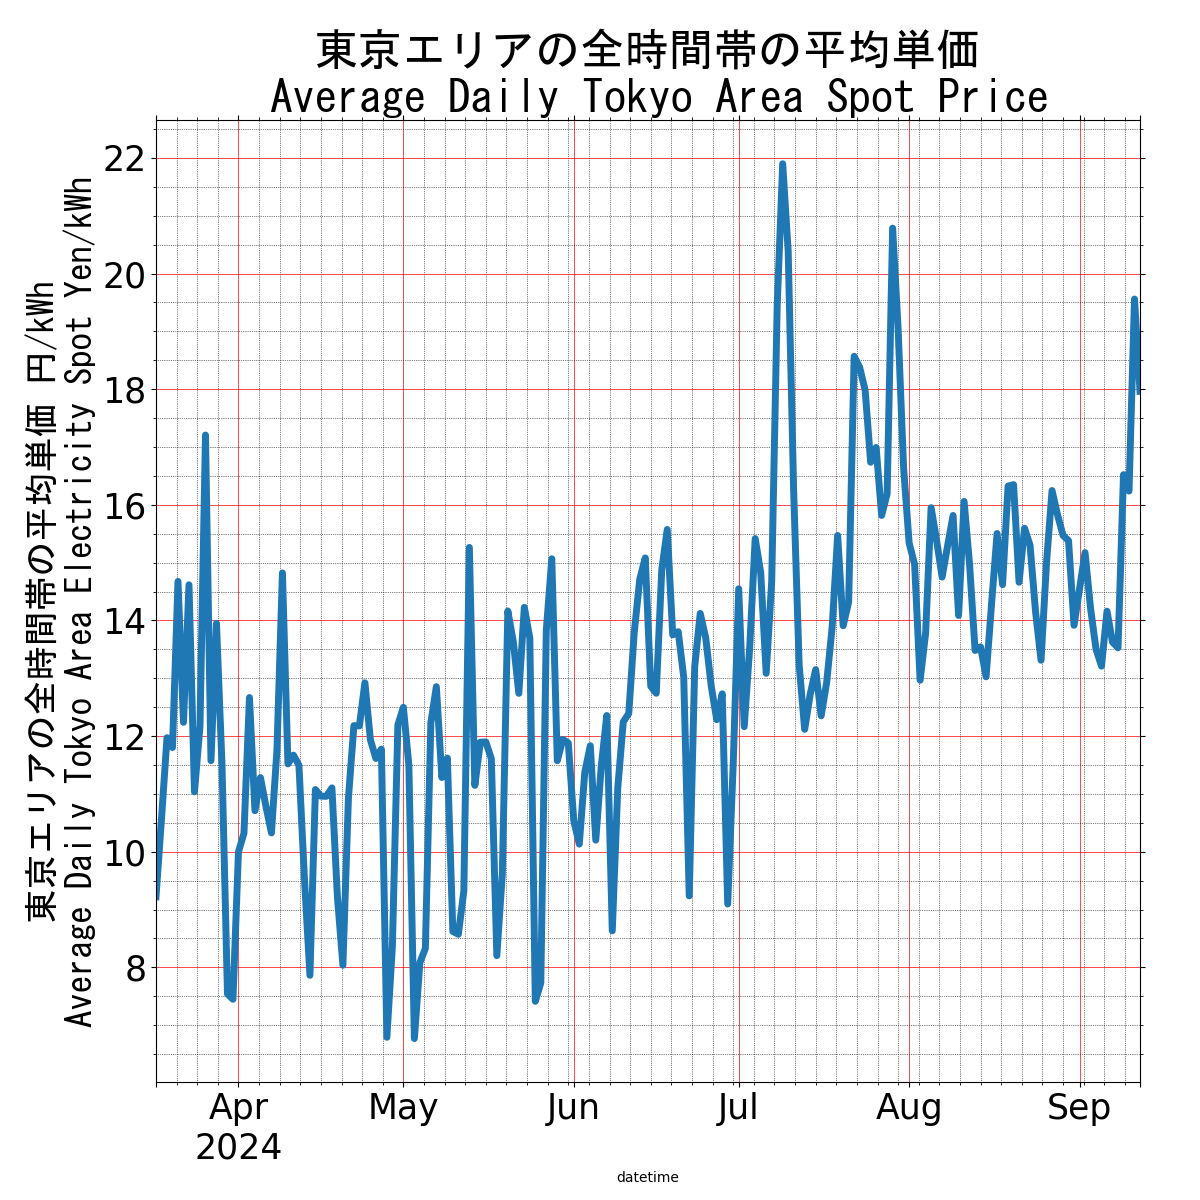 東京エリアの全時間帯の平均単価
Average Daily Tokyo Area Spot Price
東京エリアの全時間帯の平均単価 円/kWh
Average Daily Tokyo Area Electricity Spot Yen/kWh
22
20
18
16
14
12
10
8
Apr
2024
May
Jun
Jul
Aug
Sep
datetime